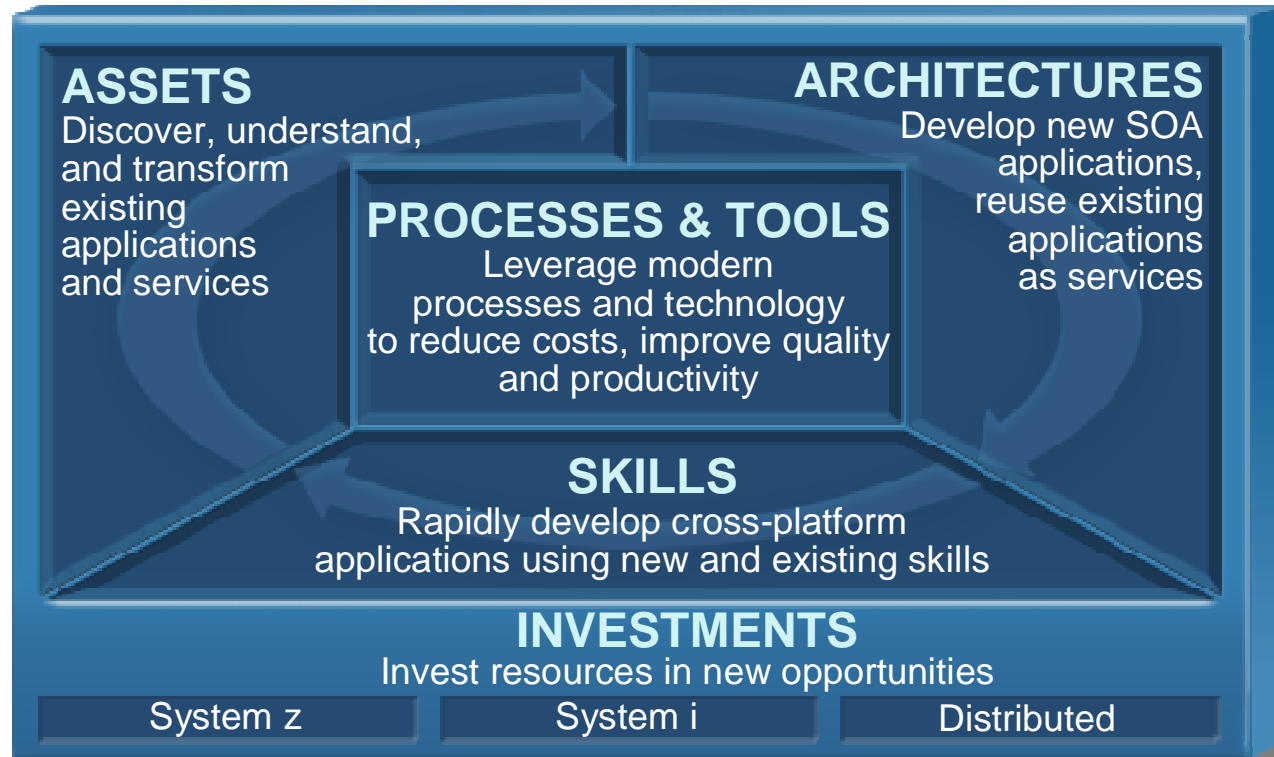 ASSETS
Discover, understand,
and transform
existing
applications
and services
ARCHITECTURES
Develop new SOA
applications,
reuse existing
applications
as services
PROCESSES & TOOLS
Leverage modern
processes and technology
to reduce costs, improve quality
and productivity
SKILLS
Rapidly develop cross-platform
applications using new and existing skills
INVESTMENTS
Invest resources in new opportunities
System z
System i
Distributed